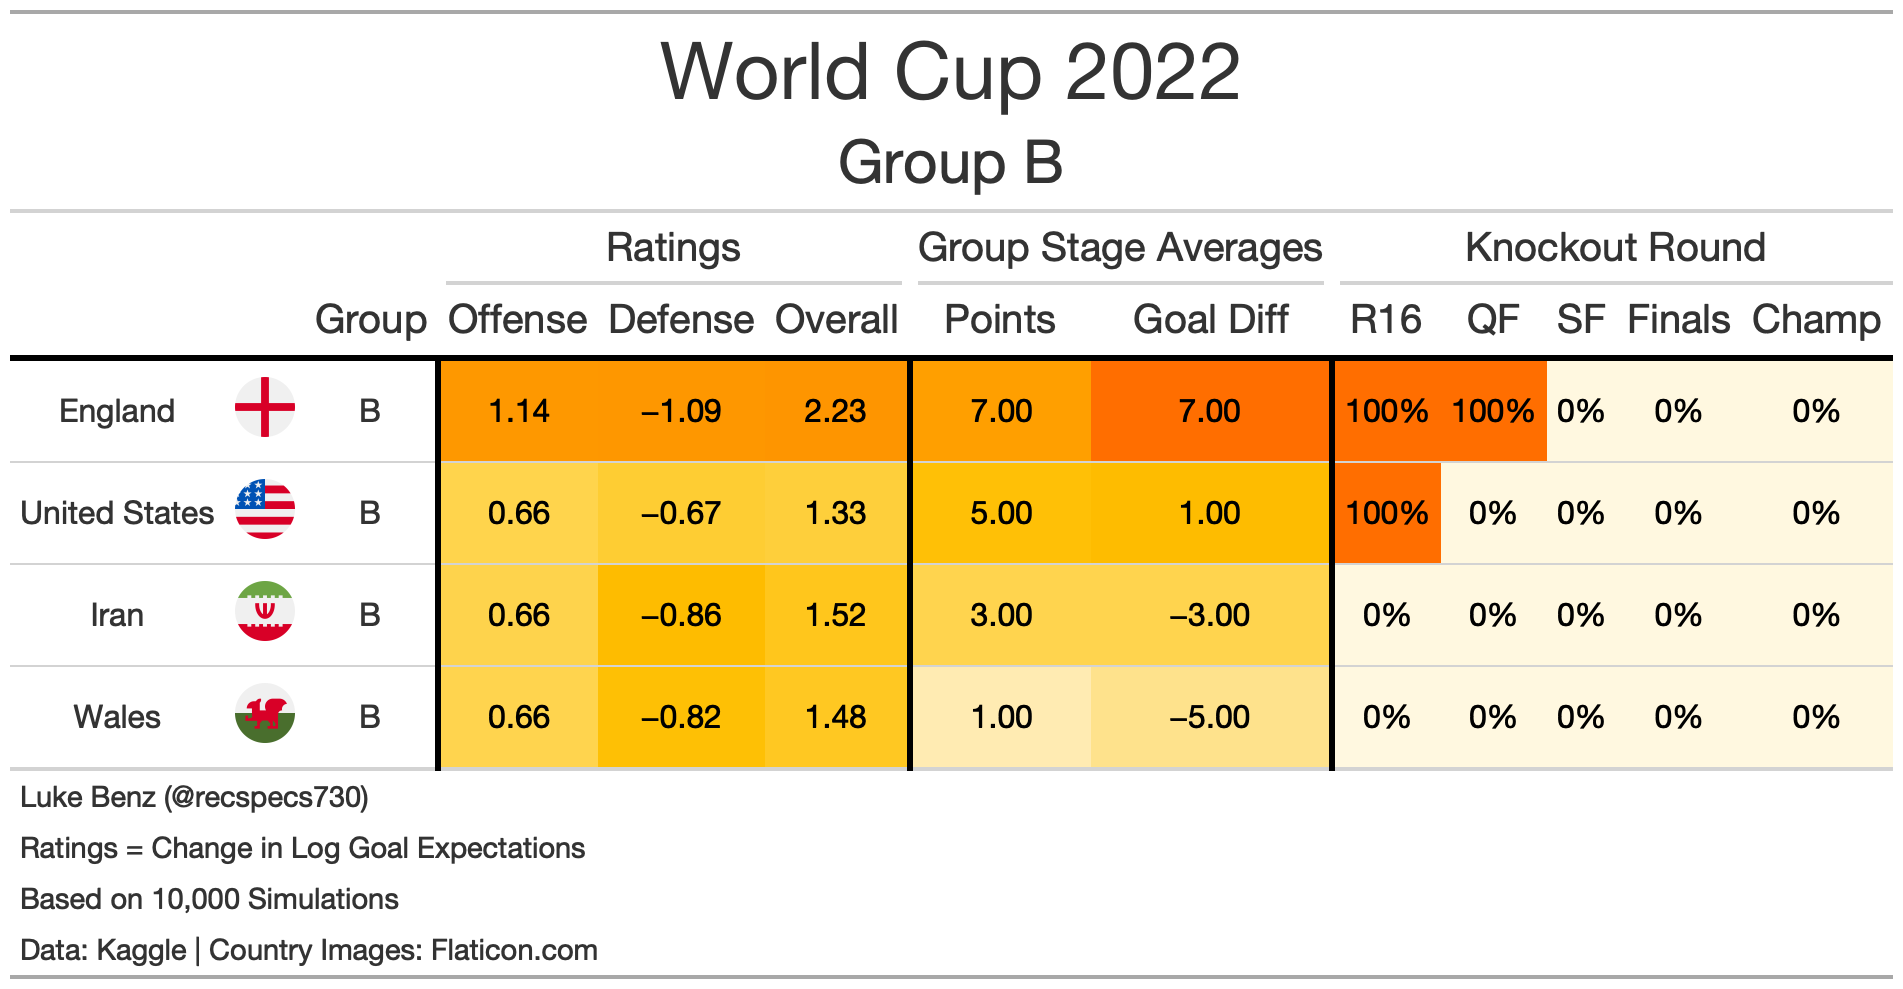 World Cup 2022
Group B
Ratings Group Stage Averages Knockout Round
Group Offense Defense Overall Points Goal Diff R16 QF SF Finals Champ
England B 1.14 −1.09 2.23 7.00 7.00 100% 100% 0% 0% 0%
United States B 0.66 −0.67 1.33 5.00 1.00 100% 0% 0% 0% 0%
Iran B 0.66 −0.86 1.52 3.00 −3.00 0% 0% 0% 0% 0%
Wales B 0.66 −0.82 1.48 1.00 −5.00 0% 0% 0% 0% 0%
Luke Benz (@recspecs730)
Ratings = Change in Log Goal Expectations
Based on 10,000 Simulations
Data: Kaggle | Country Images: Flaticon.com